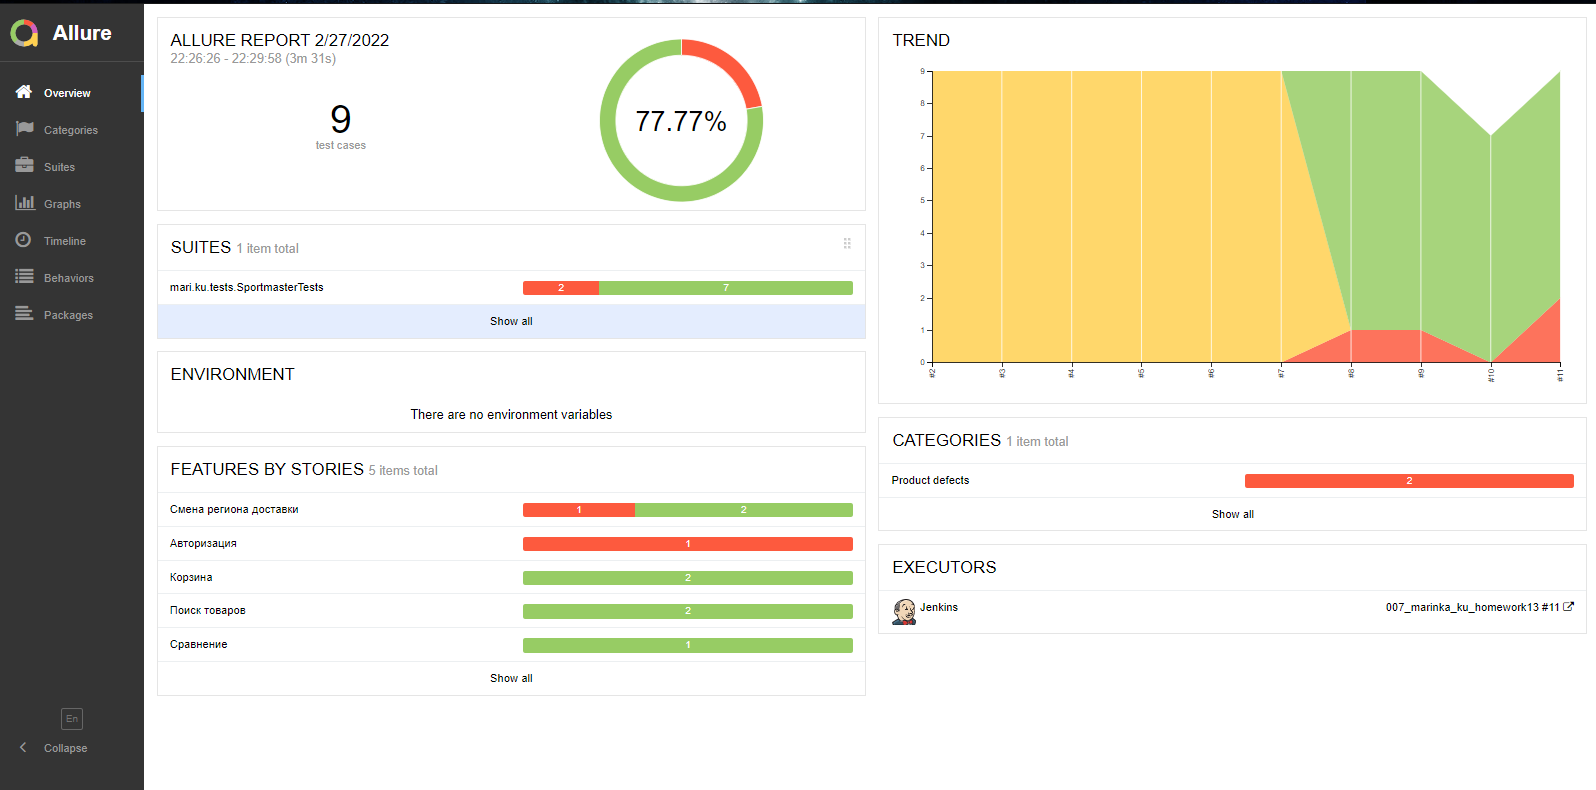 Allure
Overview
Categories
Suites
Graphs
Timeline
Behaviors
Packages
En
Collapse
ALLURE REPORT 2/27/2022
22:26:26 - 22:29:58 (3m 31s)
9
test cases
77.77%
SUITES 1 item total
mari.ku.tests.SportmasterTests 2 7
Show all
ENVIRONMENT
There are no environment variables
FEATURES BY STORIES 5 items total
Смена региона доставки 1 2
Авторизация 1
Корзина 2
Поиск товаров 2
Сравнение 1
Show all
TREND
9
8
7
6
5
4
3
2
1
0
#2 #3 #4 #5 #6 #7 #8 #9 #10 #11
CATEGORIES 1 item total
Product defects 2
Show all
EXECUTORS
Jenkins 007_marinka_ku_homework13 #11